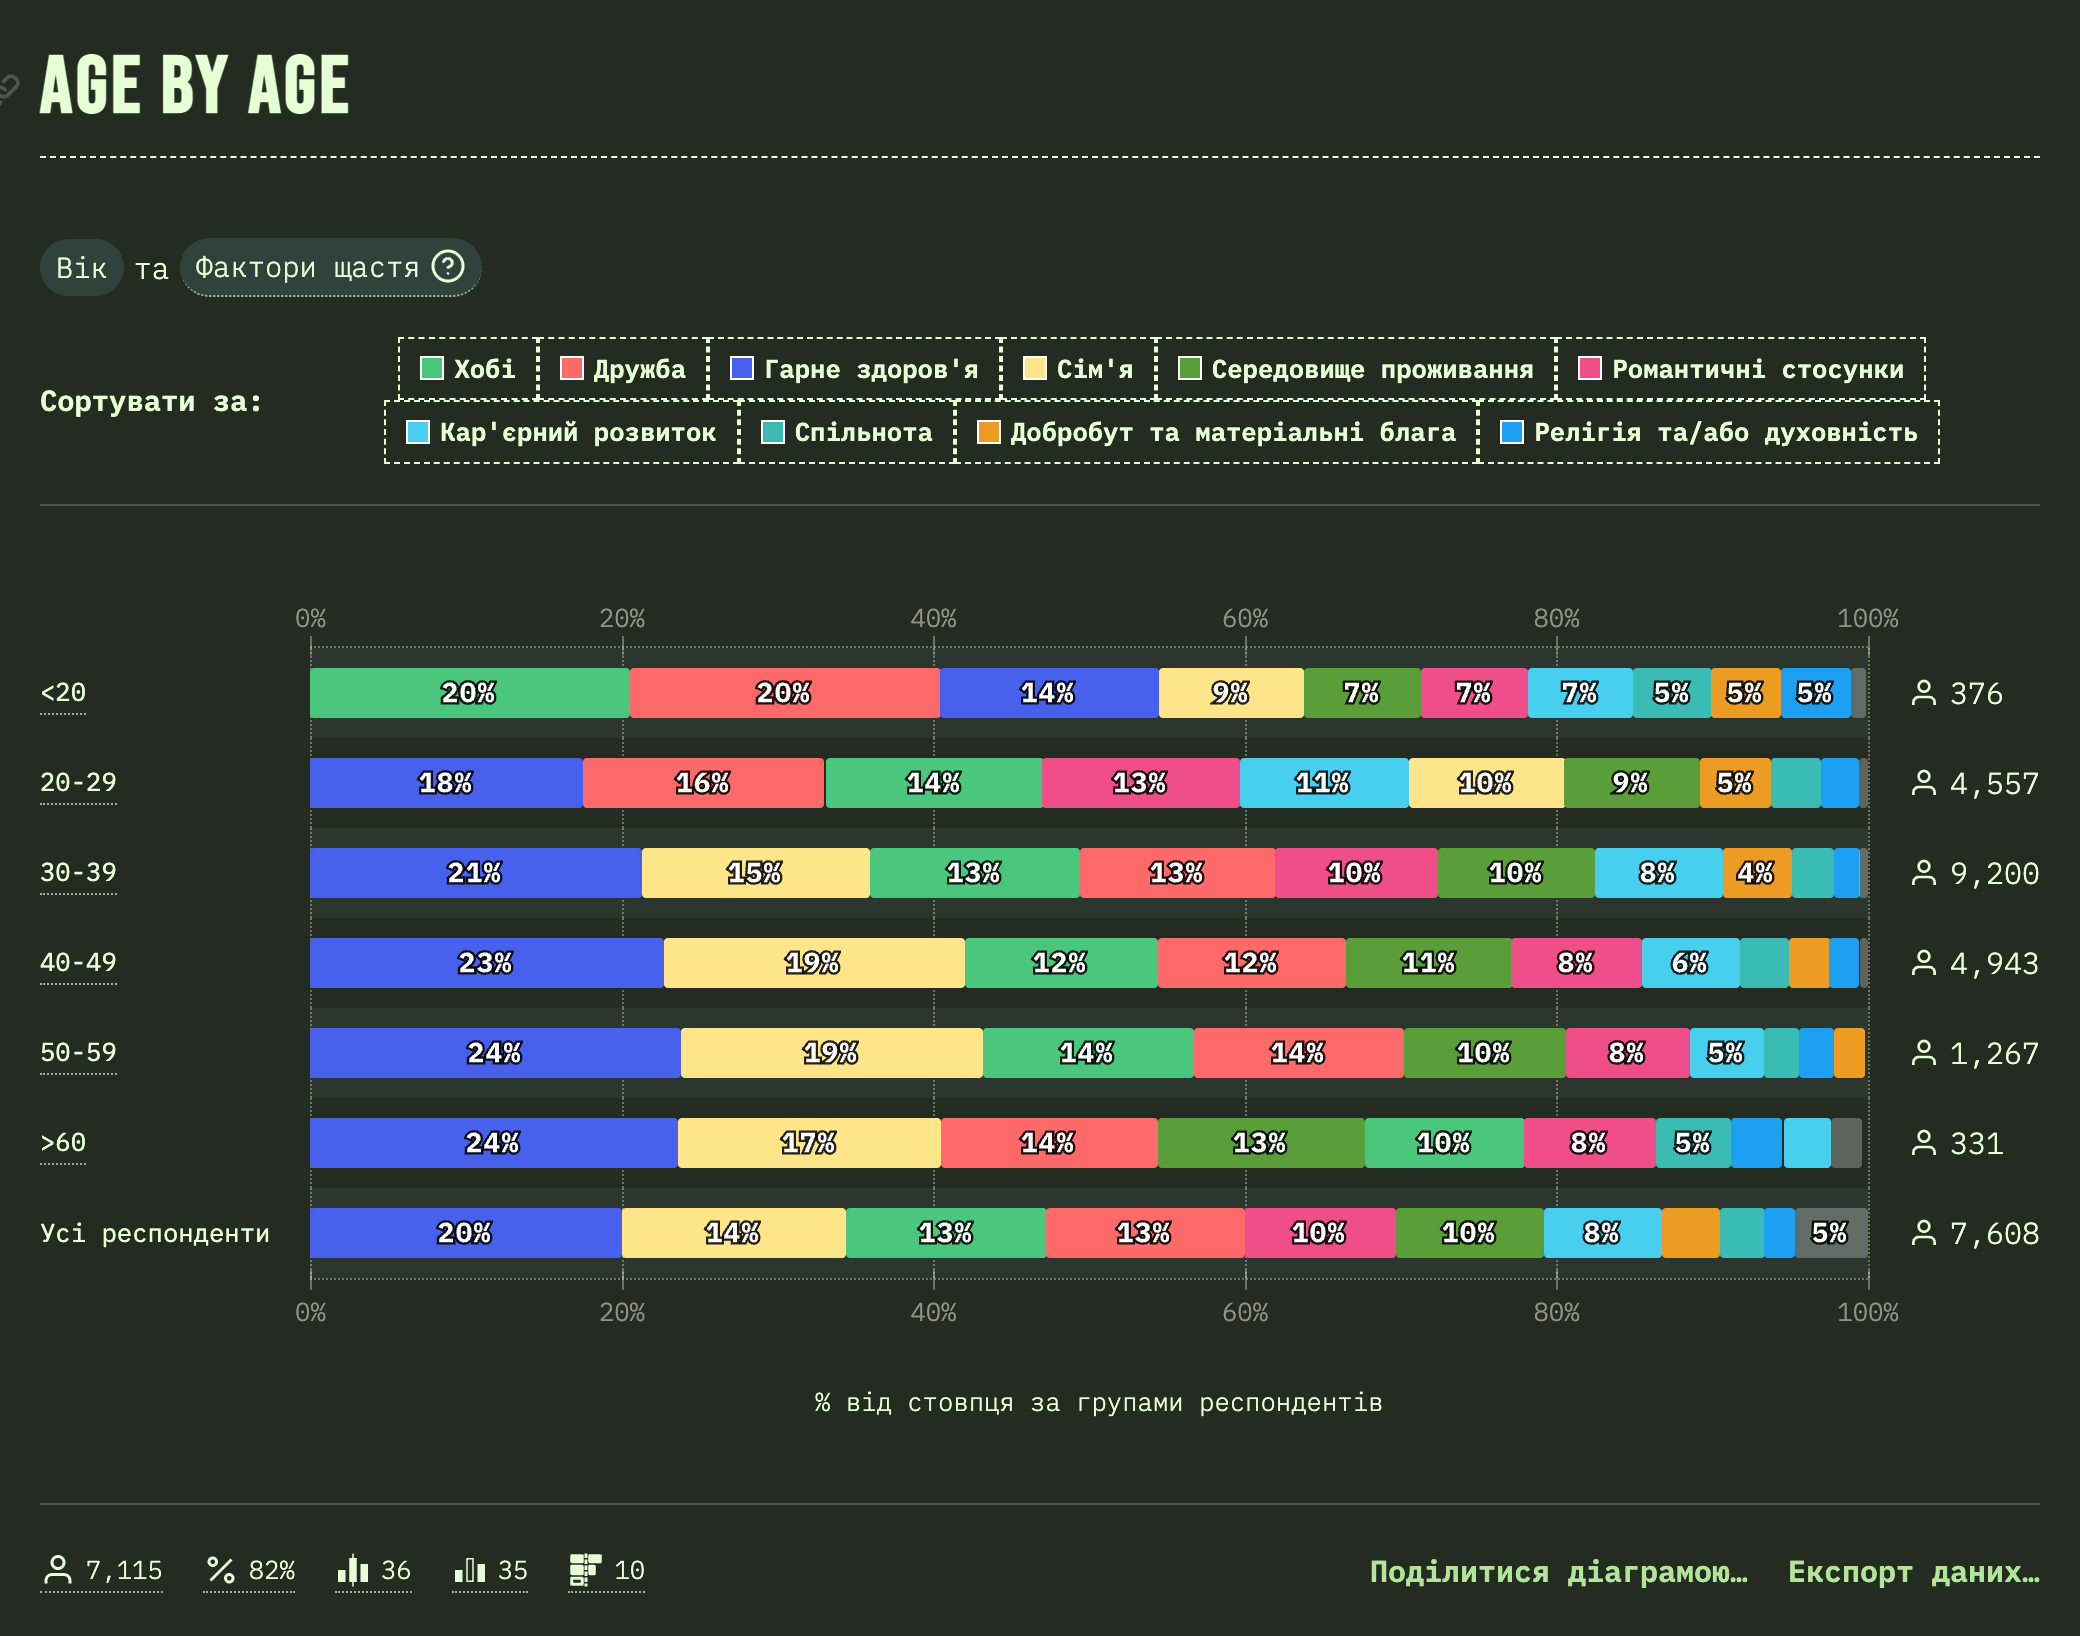 AGE BY AGE
Вік та Фактори щастя ?
Хобі Дружба Гарне здоров'я Сім'я Середовище проживання Романтичні стосунки
Сортувати за:
Кар'єрний розвиток Спільнота Добробут та матеріальні блага Релігія та/або духовність
0% 20% 40% 60% 80% 100%
<20 20% 20% 14% 9% 7% 7% 7% 5% 5% 5% 376
20-29 18% 16% 14% 13% 11% 10% 9% 5% 4,557
30-39 21% 15% 13% 13% 10% 10% 8% 4% 9,200
40-49 23% 19% 12% 12% 11% 8% 6% 4,943
50-59 24% 19% 14% 14% 10% 8% 5% 1,267
>60 24% 17% 14% 13% 10% 8% 5% 331
Усі респонденти 20% 14% 13% 13% 10% 10% 8% 5% 7,608
0% 20% 40% 60% 80% 100%
% від стовпця за групами респондентів
7,115 % 82% 36 35 10 Поділитися діаграмою… Експорт даних…